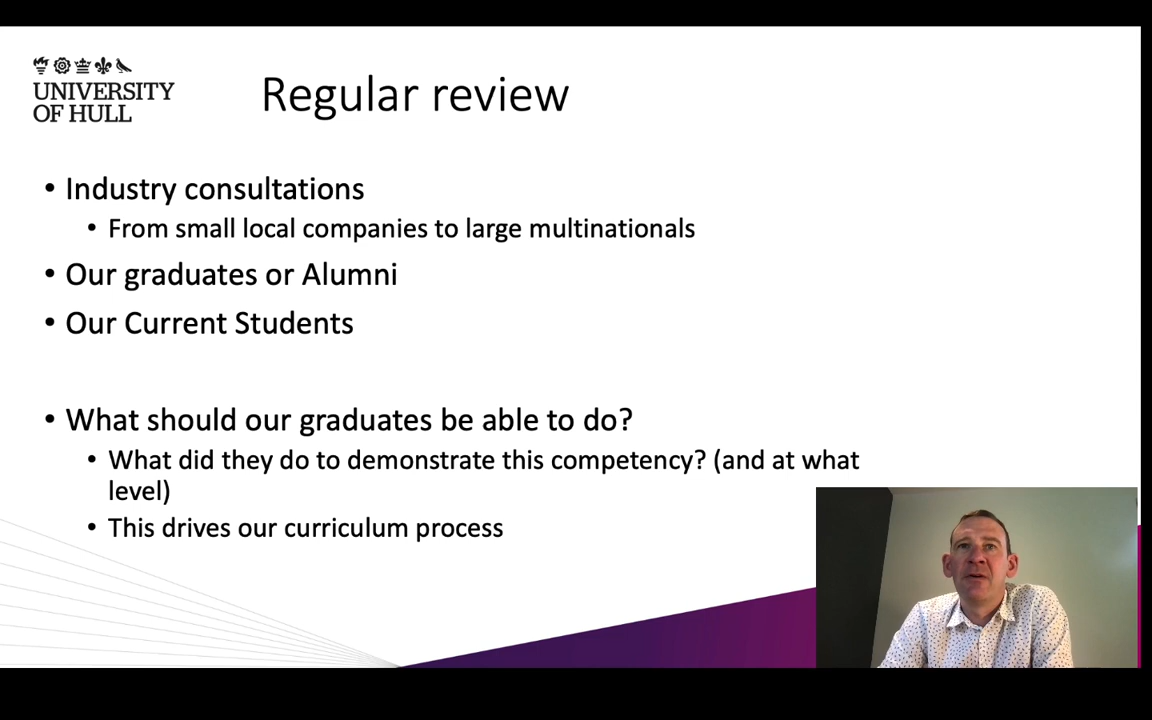 UNIVERSITY
OF HULL
Regular review
• Industry consultations
• From small local companies to large multinationals
• Our graduates or Alumni
• Our Current Students
• What should our graduates be able to do?
• What did they do to demonstrate this competency? (and at what
level)
• This drives our curriculum process